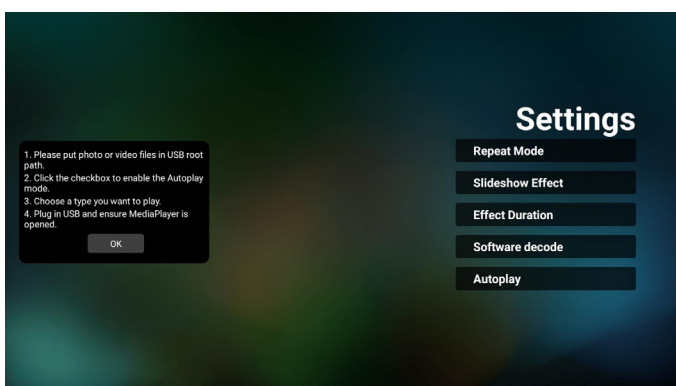 Settings
1. Please put photo or video files in USB root
path.
2. Click the checkbox to enable the Autoplay
mode.
3. Choose a type you want to play.
4. Plug in USB and ensure MediaPlayer is
opened.
OK
Repeat Mode
Slideshow Effect
Effect Duration
Software decode
Autoplay